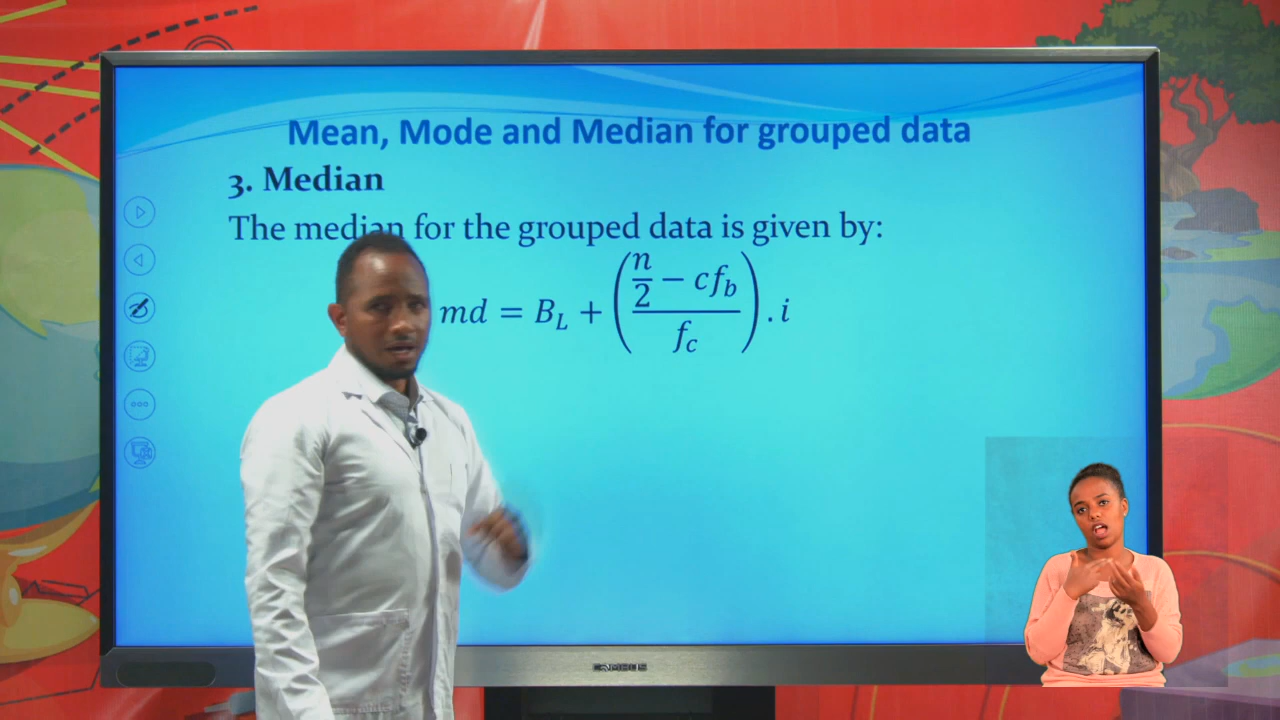 Mean, Mode and Median for grouped data
3. Median
The median for the grouped data is given by:
md = B_L + ( (n/2 − cf_b) / f_c ) . i